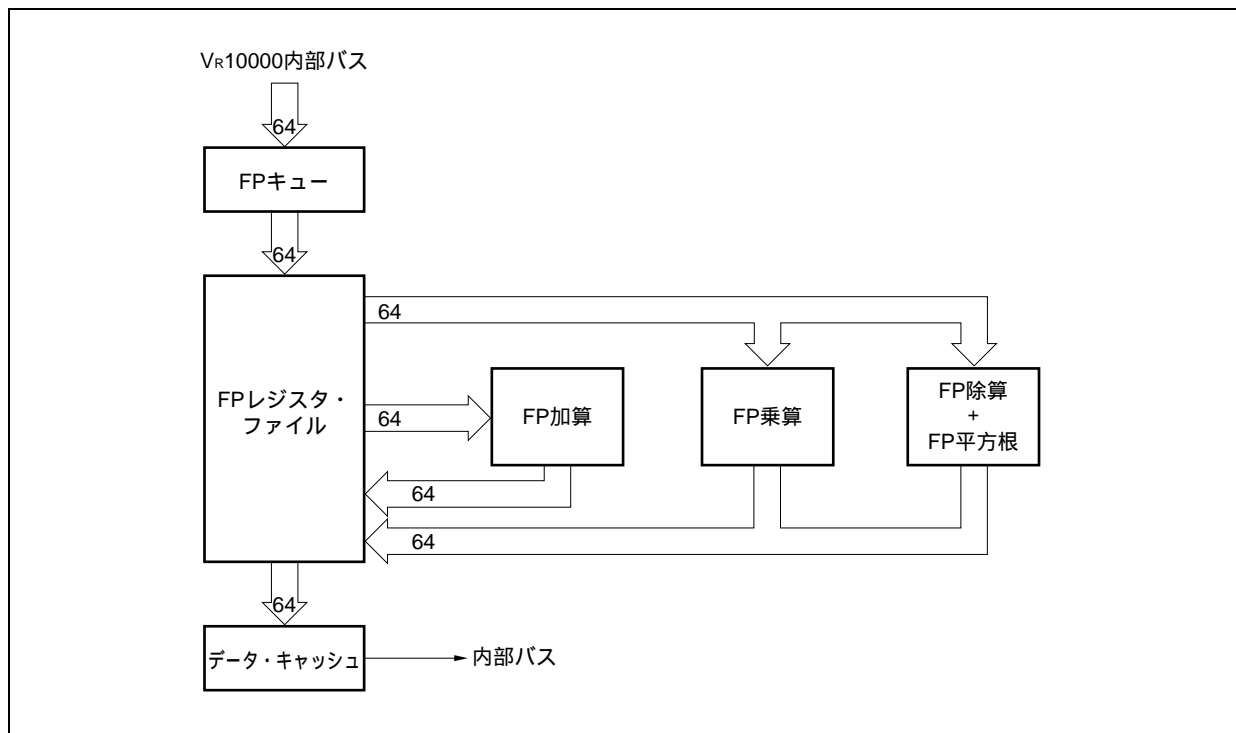 VR10000内部バス
64
FPキュー
64
64
FPレジスタ・
ファイル
64
FP加算
FP乗算
FP除算
+
FP平方根
64
64
64
データ・キャッシュ
内部バス